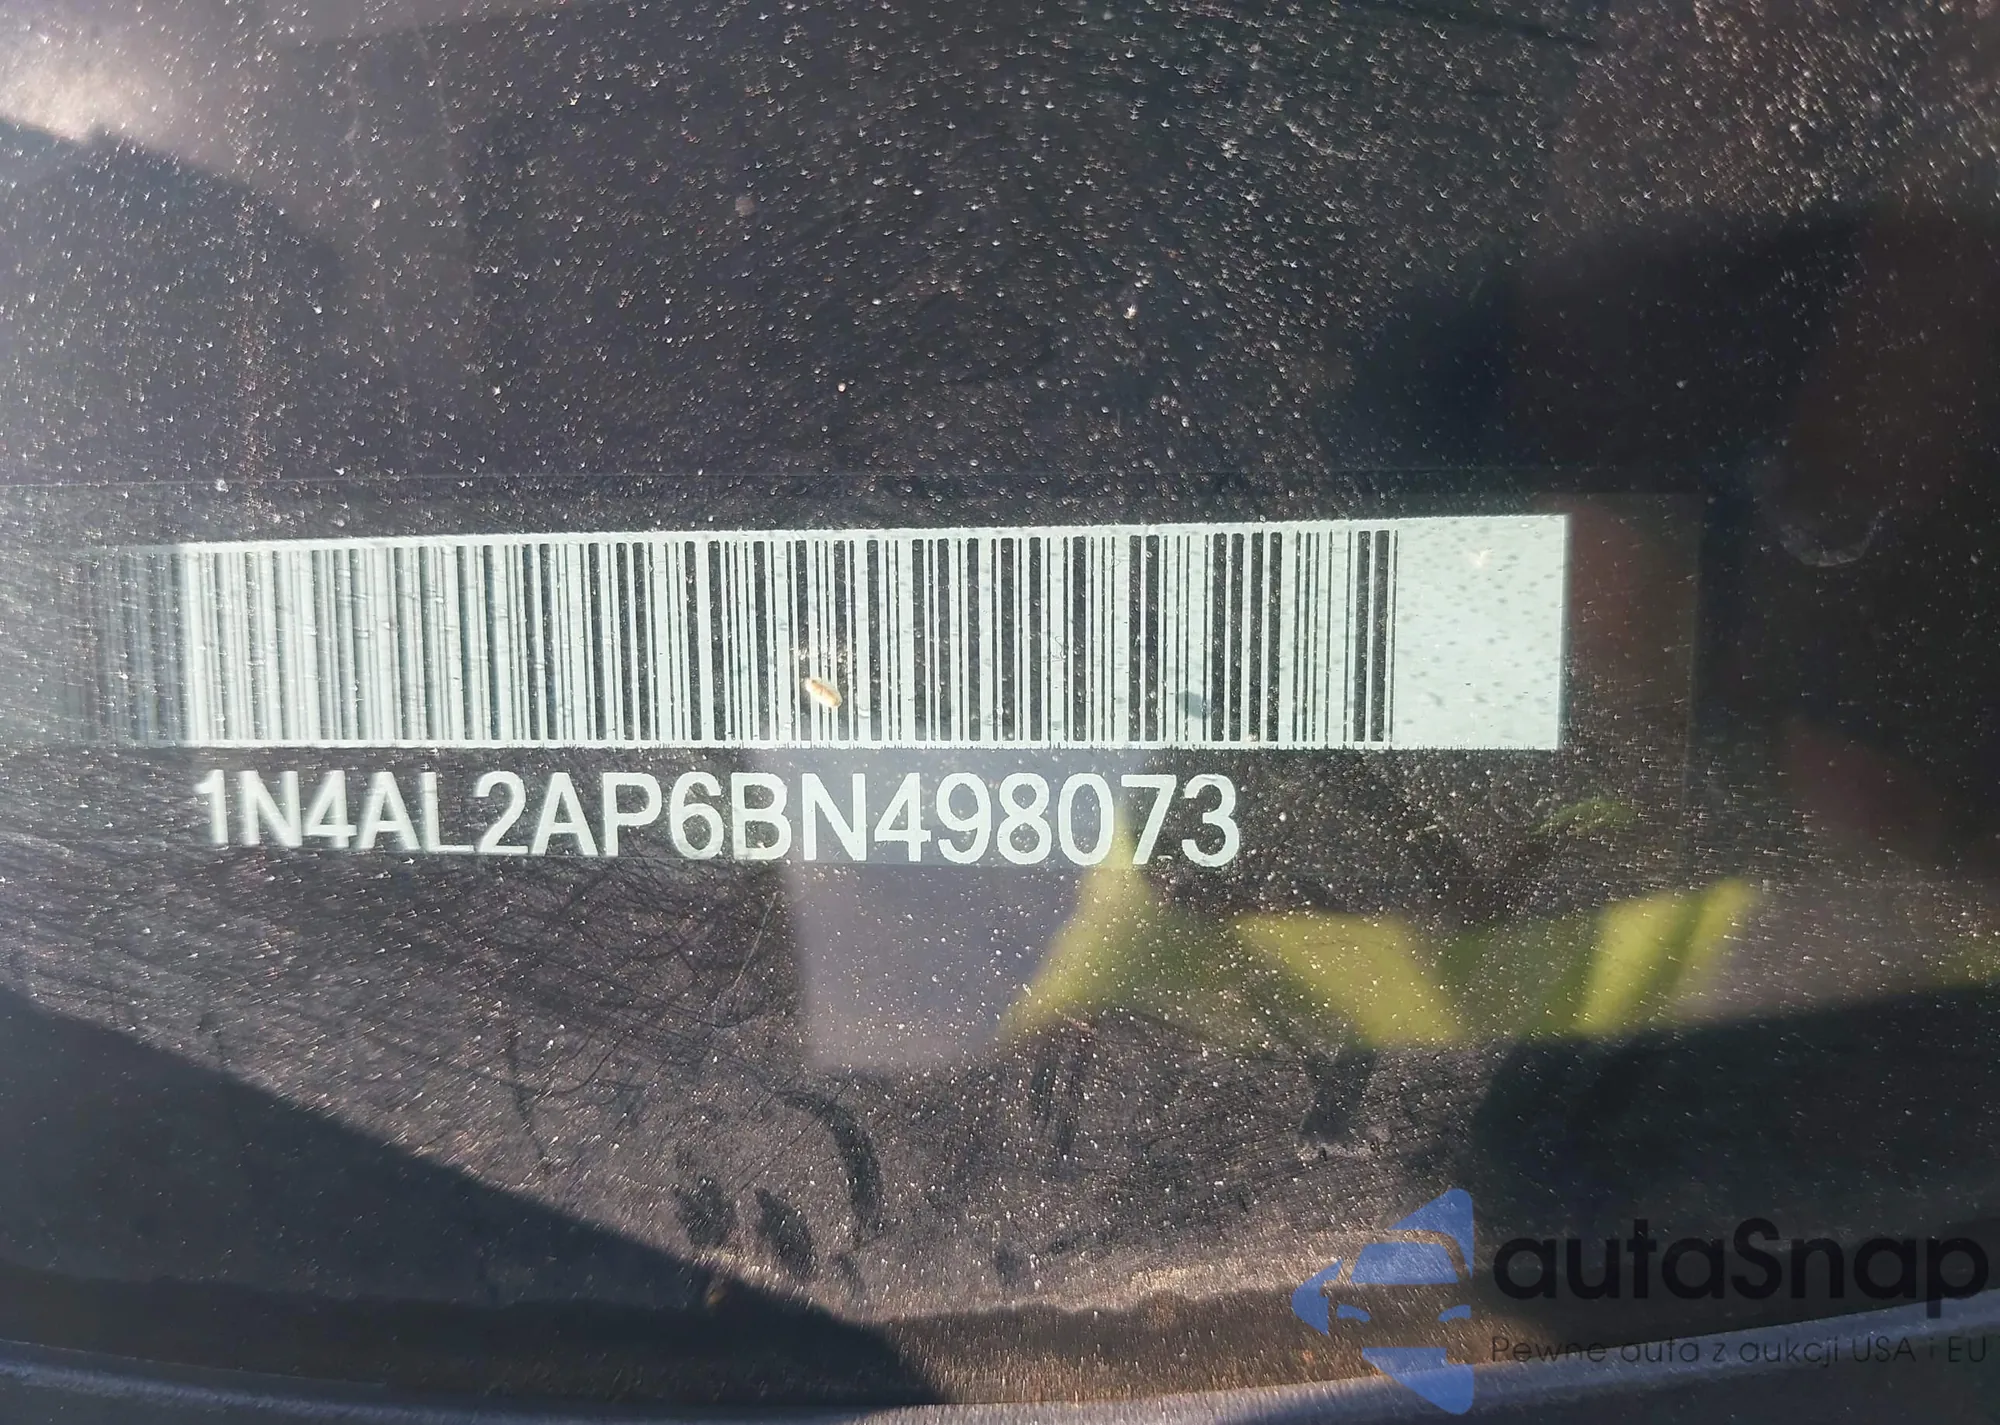 1N4AL2AP6BN498073
autaSnap
Pewne auta z aukcji USA i EU